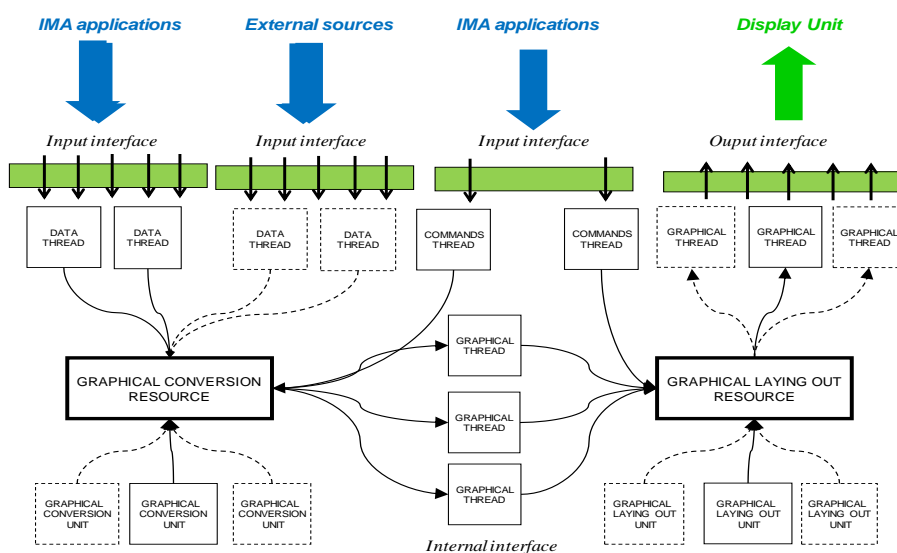 IMA applications
External sources
IMA applications
Display Unit
Input interface
Input interface
Input interface
Ouput interface
DATA
THREAD
DATA
THREAD
DATA
THREAD
DATA
THREAD
COMMANDS
THREAD
COMMANDS
THREAD
GRAPHICAL
THREAD
GRAPHICAL
THREAD
GRAPHICAL
THREAD
GRAPHICAL
THREAD
GRAPHICAL CONVERSION
RESOURCE
GRAPHICAL LAYING OUT
RESOURCE
GRAPHICAL
THREAD
GRAPHICAL
THREAD
GRAPHICAL
CONVERSION
UNIT
GRAPHICAL
CONVERSION
UNIT
GRAPHICAL
CONVERSION
UNIT
GRAPHICAL
LAYING OUT
UNIT
GRAPHICAL
LAYING OUT
UNIT
GRAPHICAL
LAYING OUT
UNIT
Internal interface